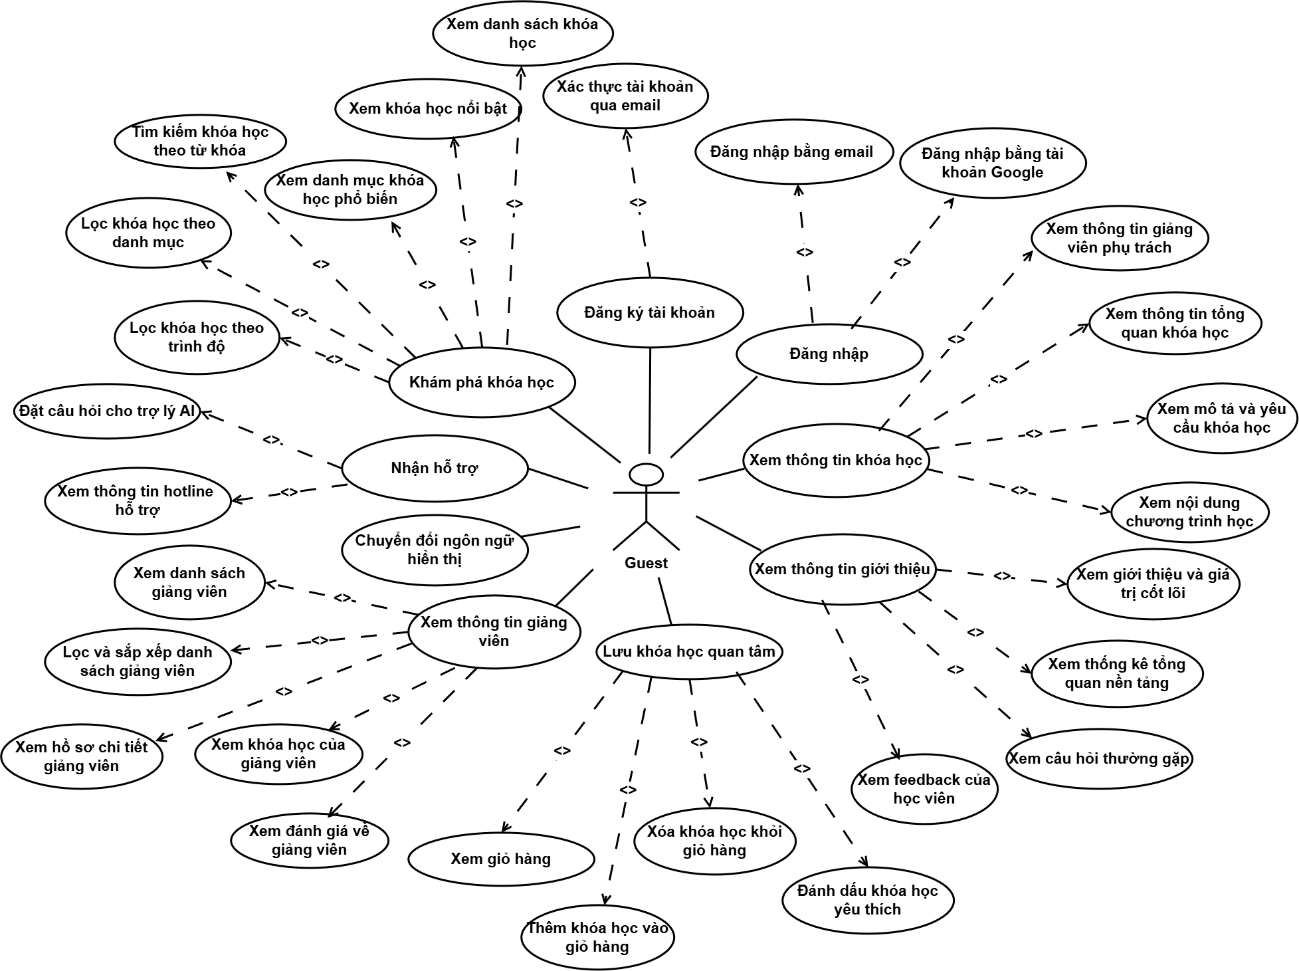 Xem danh sách khóa
học
Xem khóa học nổi bật
Xác thực tài khoản
qua email
Tìm kiếm khóa học
theo từ khóa
Xem danh mục khóa
học phổ biến
Đăng nhập bằng email
Đăng nhập bằng tài
khoản Google
Lọc khóa học theo
danh mục
Xem thông tin giảng
viên phụ trách
<>
<>
<>
<>
<>
<>
<>
<>
Đăng ký tài khoản
Xem thông tin tổng
quan khóa học
<>
Lọc khóa học theo
trình độ
<>
<>
Đăng nhập
Khám phá khóa học
<>
Đặt câu hỏi cho trợ lý AI
Xem mô tả và yêu
cầu khóa học
<>
<>
Nhận hỗ trợ
Xem thông tin khóa học
Xem thông tin hotline
hỗ trợ
<>
<>
Xem nội dung
chương trình học
Chuyển đổi ngôn ngữ
hiển thị
Guest
Xem thông tin giới thiệu
<>
Xem giới thiệu và giá
trị cốt lõi
Xem danh sách
giảng viên
<>
Xem thông tin giảng
viên
<>
<>
Lọc và sắp xếp danh
sách giảng viên
Lưu khóa học quan tâm
<>
<>
Xem thống kê tổng
quan nền tảng
<>
<>
Xem hồ sơ chi tiết
giảng viên
Xem khóa học của
giảng viên
<>
<>
<>
<>
<>
Xem câu hỏi thường gặp
Xem feedback của
học viên
Xem đánh giá về
giảng viên
Xem giỏ hàng
Xóa khóa học khỏi
giỏ hàng
Đánh dấu khóa học
yêu thích
Thêm khóa học vào
giỏ hàng